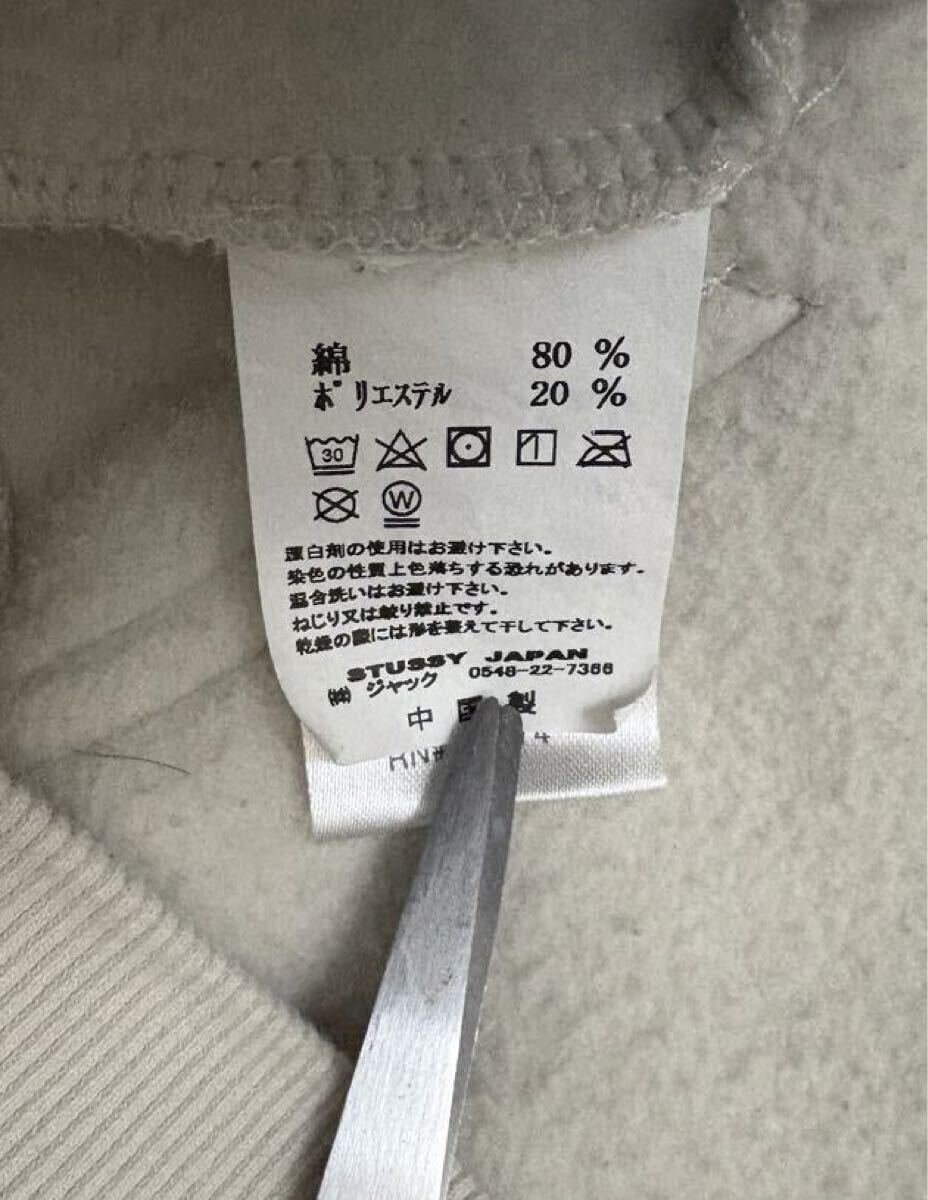 綿 80 %
ポリエステル 20 %
30
W
漂白剤の使用はお避け下さい。
染色の性質上色落ちする恐れがあります。
混合洗いはお避け下さい。
ねじり又は絞り禁止です。
乾燥の際には形を整えて干して下さい。
STUSSY JAPAN
㈱ジャック 0548-22-7366
中国製
RN# 4